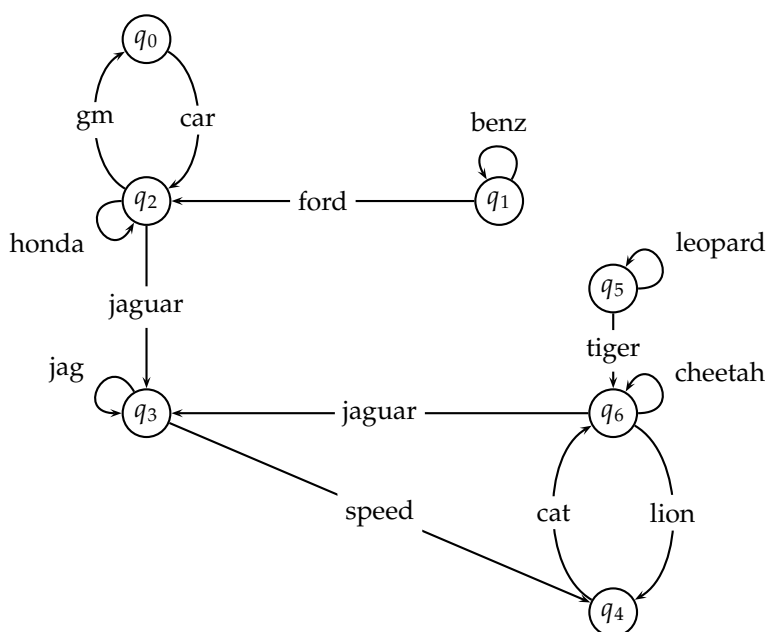 q0
gm car
benz
q2 ford q1
honda
leopard
q5
jaguar
tiger
jag
cheetah
q3 jaguar q6
speed cat lion
q4